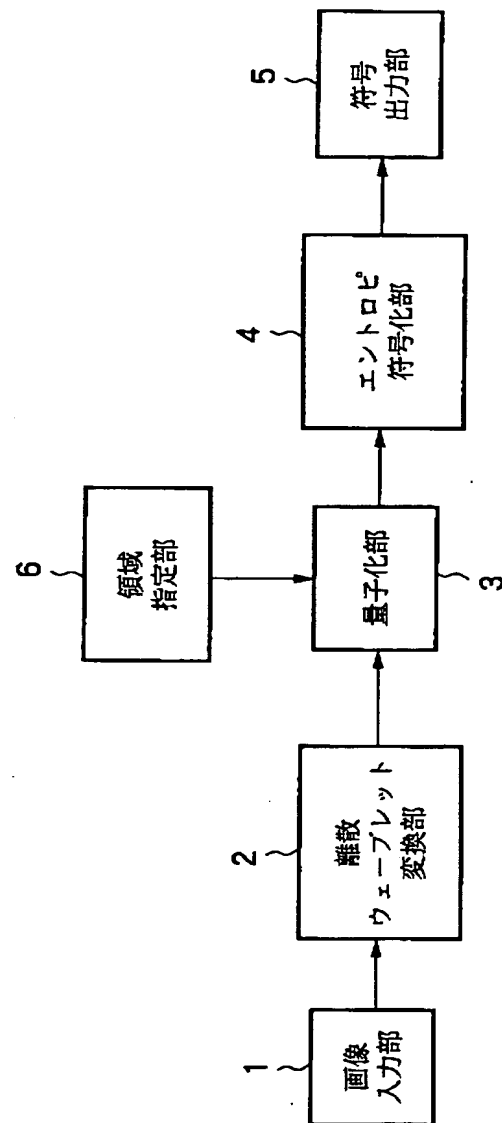 1
画像
入力部
2
離散
ウェーブレット
変換部
3
量子化部
4
エントロピ
符号化部
5
符号
出力部
6
領域
指定部